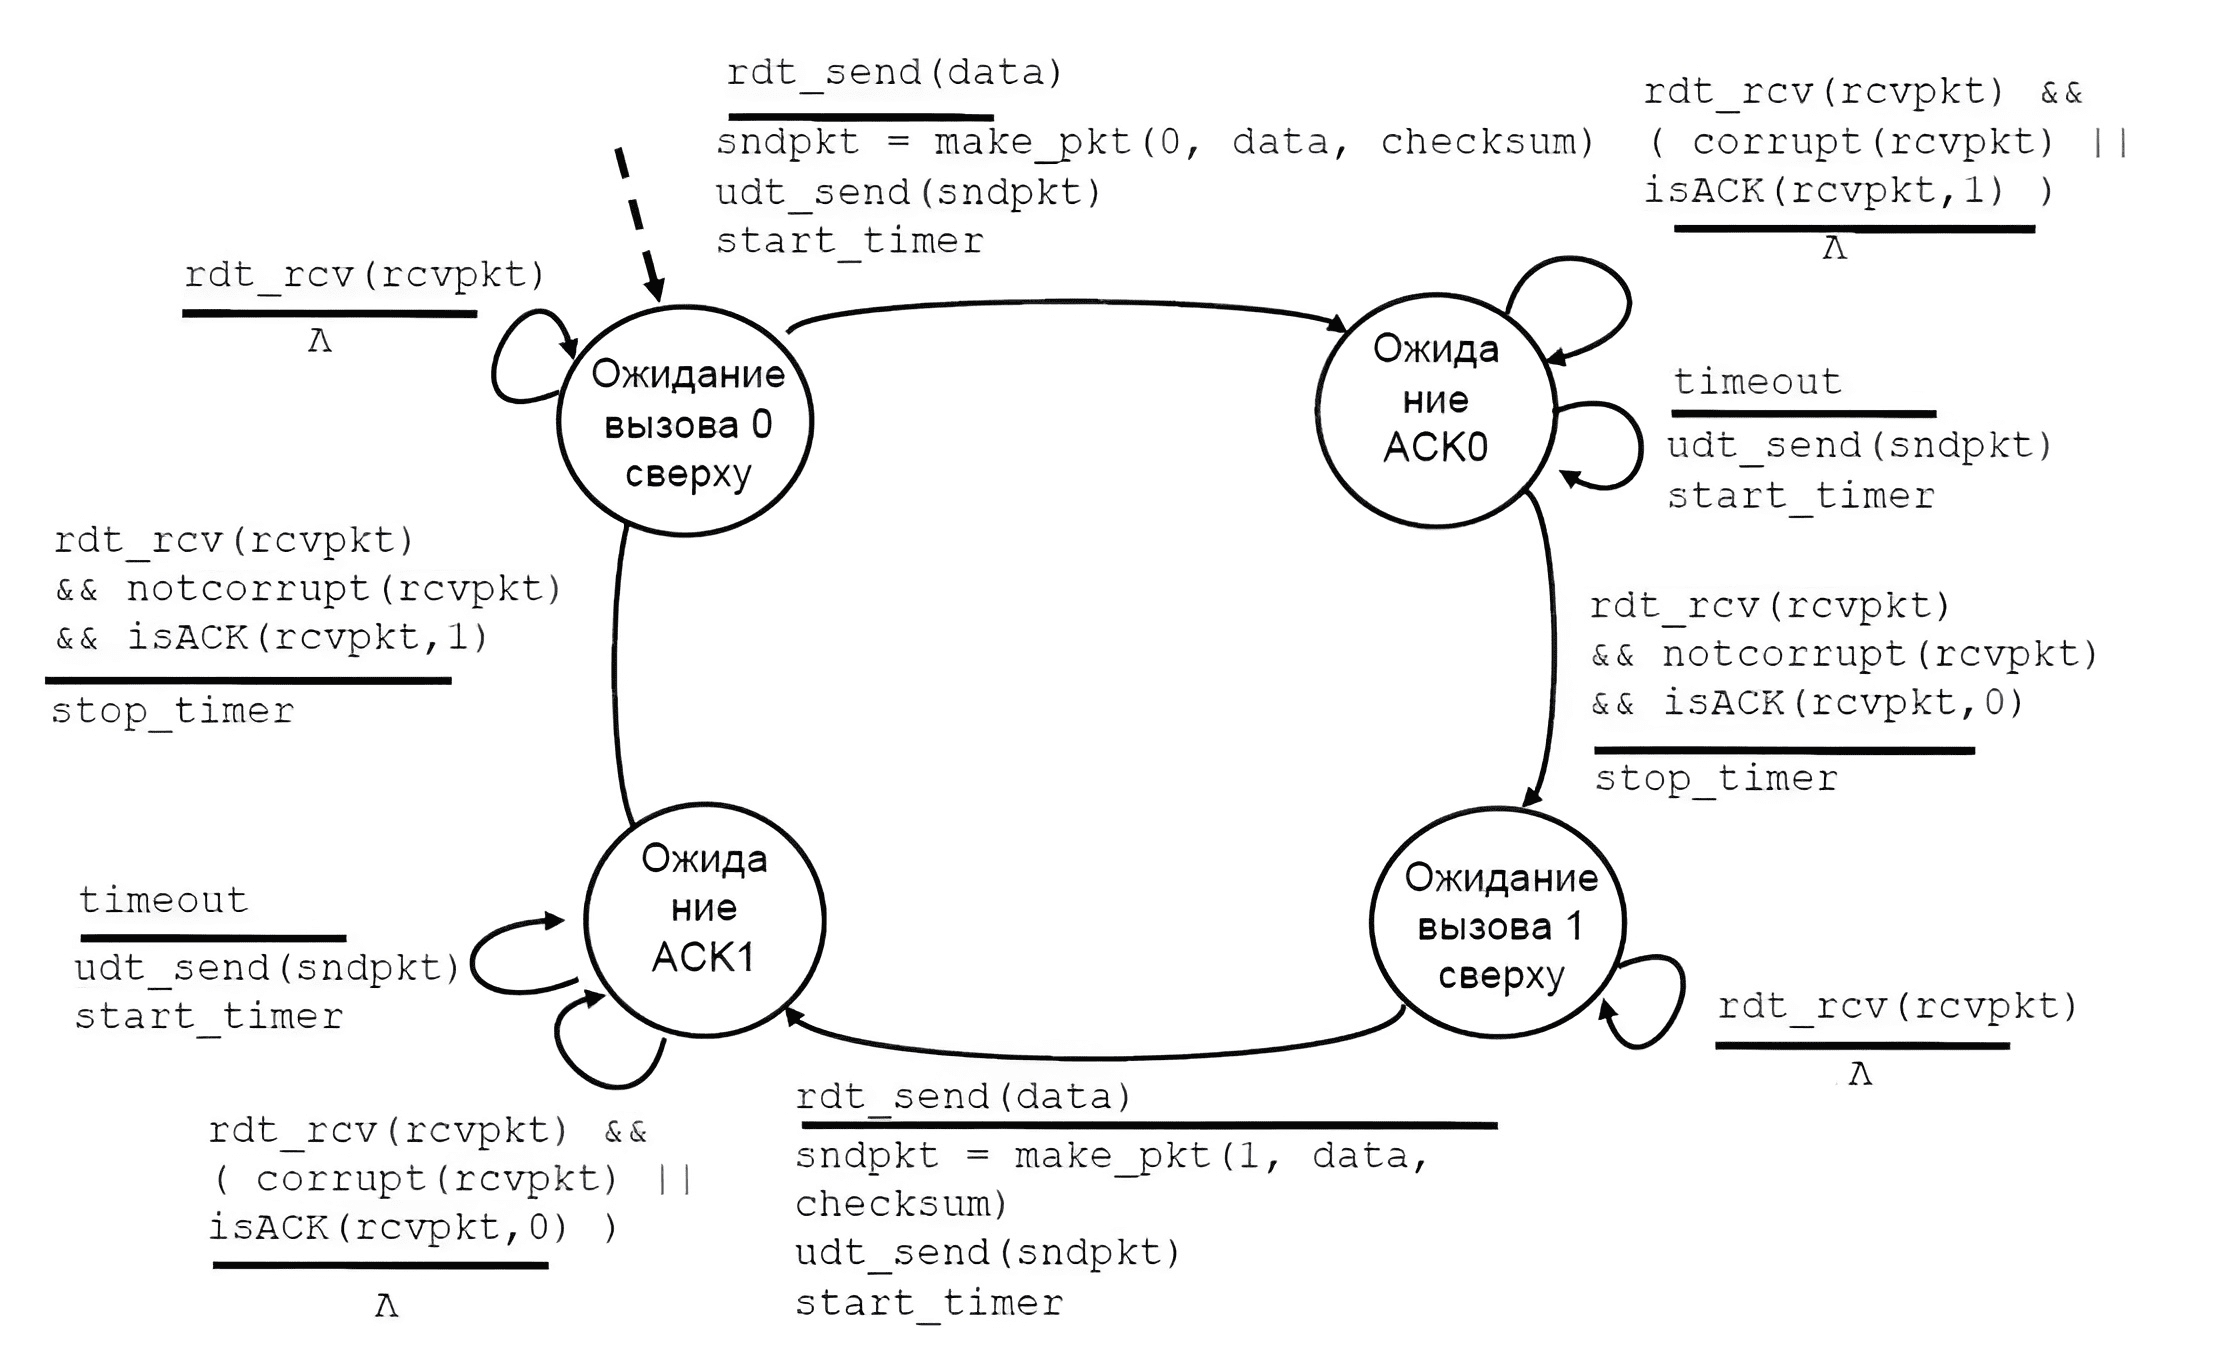 rdt_send(data)
sndpkt = make_pkt(0, data, checksum)
udt_send(sndpkt)
start_timer
rdt_rcv(rcvpkt) &&
( corrupt(rcvpkt) ||
isACK(rcvpkt,1) )
Λ
rdt_rcv(rcvpkt)
Λ
Ожидание
вызова 0
сверху
Ожида
ние
ACK0
timeout
udt_send(sndpkt)
start_timer
rdt_rcv(rcvpkt)
&& notcorrupt(rcvpkt)
&& isACK(rcvpkt,1)
stop_timer
rdt_rcv(rcvpkt)
&& notcorrupt(rcvpkt)
&& isACK(rcvpkt,0)
stop_timer
Ожида
ние
ACK1
Ожидание
вызова 1
сверху
timeout
udt_send(sndpkt)
start_timer
rdt_rcv(rcvpkt)
Λ
rdt_rcv(rcvpkt) &&
( corrupt(rcvpkt) ||
isACK(rcvpkt,0) )
Λ
rdt_send(data)
sndpkt = make_pkt(1, data,
checksum)
udt_send(sndpkt)
start_timer